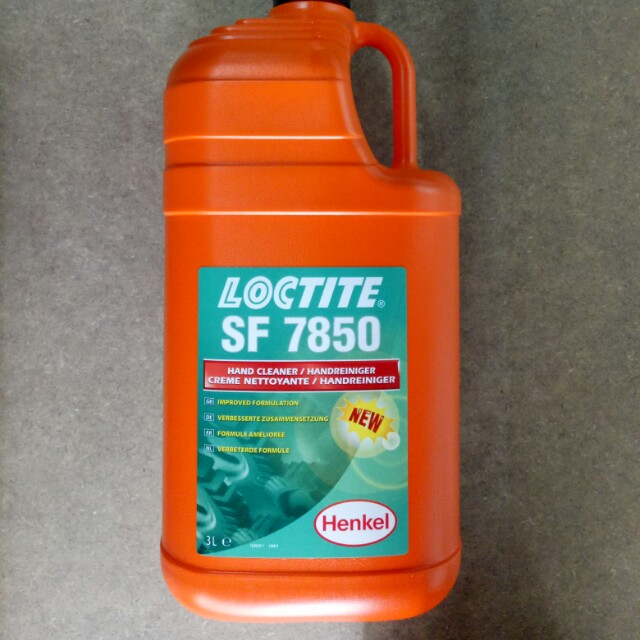 LOCTITE®
SF 7850
HAND CLEANER / HANDREINIGER
CREME NETTOYANTE / HANDREINIGER
GB IMPROVED FORMULATION
DE VERBESSERTE ZUSAMMENSETZUNG
FR FORMULE AMÉLIORÉE
NL VERBETERDE FORMULE
NEW
Henkel
3L ℮